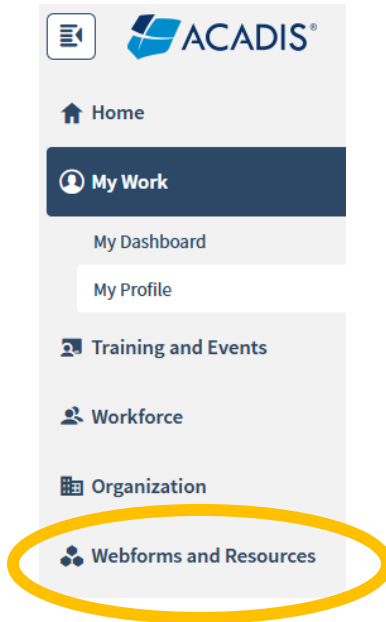 ACADIS®
Home
My Work
My Dashboard
My Profile
Training and Events
Workforce
Organization
Webforms and Resources